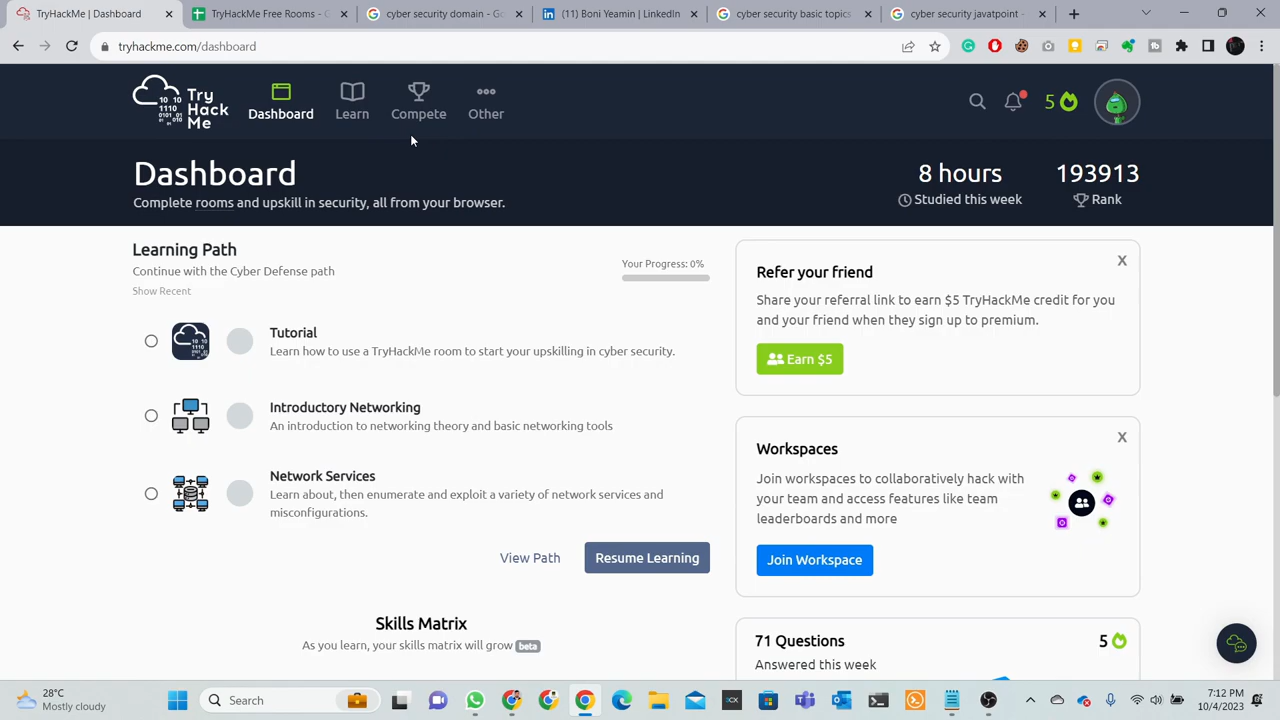 TryHackMe | Dashboard
TryHackMe Free Rooms - G
cyber security domain - Go
(11) Boni Yeamin | LinkedIn
cyber security basic topics
cyber security javatpoint -
tryhackme.com/dashboard
Try
Hack
Me
Dashboard
Learn
Compete
Other
5
Dashboard
Complete rooms and upskill in security, all from your browser.
8 hours
Studied this week
193913
Rank
Learning Path
Continue with the Cyber Defense path
Show Recent
Your Progress: 0%
Tutorial
Learn how to use a TryHackMe room to start your upskilling in cyber security.
Introductory Networking
An introduction to networking theory and basic networking tools
Network Services
Learn about, then enumerate and exploit a variety of network services and
misconfigurations.
View Path
Resume Learning
Skills Matrix
As you learn, your skills matrix will grow beta
Refer your friend
X
Share your referral link to earn $5 TryHackMe credit for you
and your friend when they sign up to premium.
Earn $5
Workspaces
X
Join workspaces to collaboratively hack with
your team and access features like team
leaderboards and more
Join Workspace
71 Questions
5
Answered this week
28°C
Mostly cloudy
Search
7:12 PM
10/4/2023